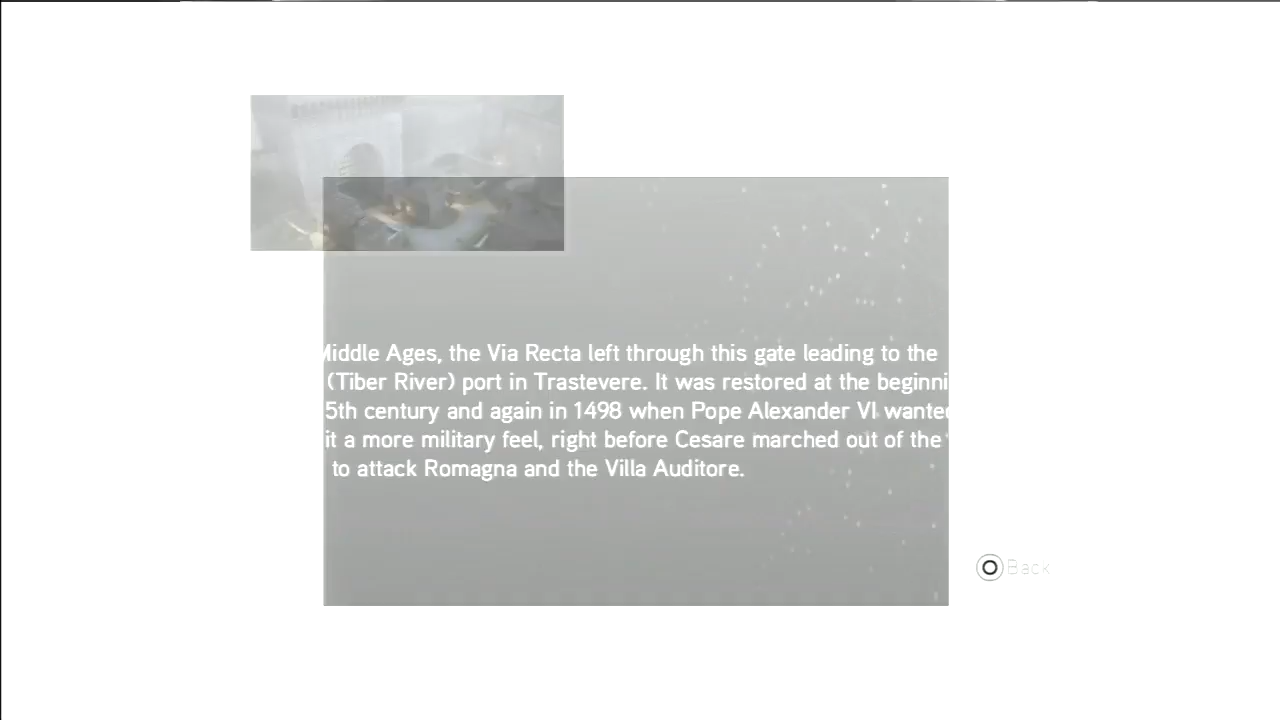 Middle Ages, the Via Recta left through this gate leading to the
(Tiber River) port in Trastevere. It was restored at the beginni
5th century and again in 1498 when Pope Alexander VI wanted
it a more military feel, right before Cesare marched out of the
to attack Romagna and the Villa Auditore.
Back